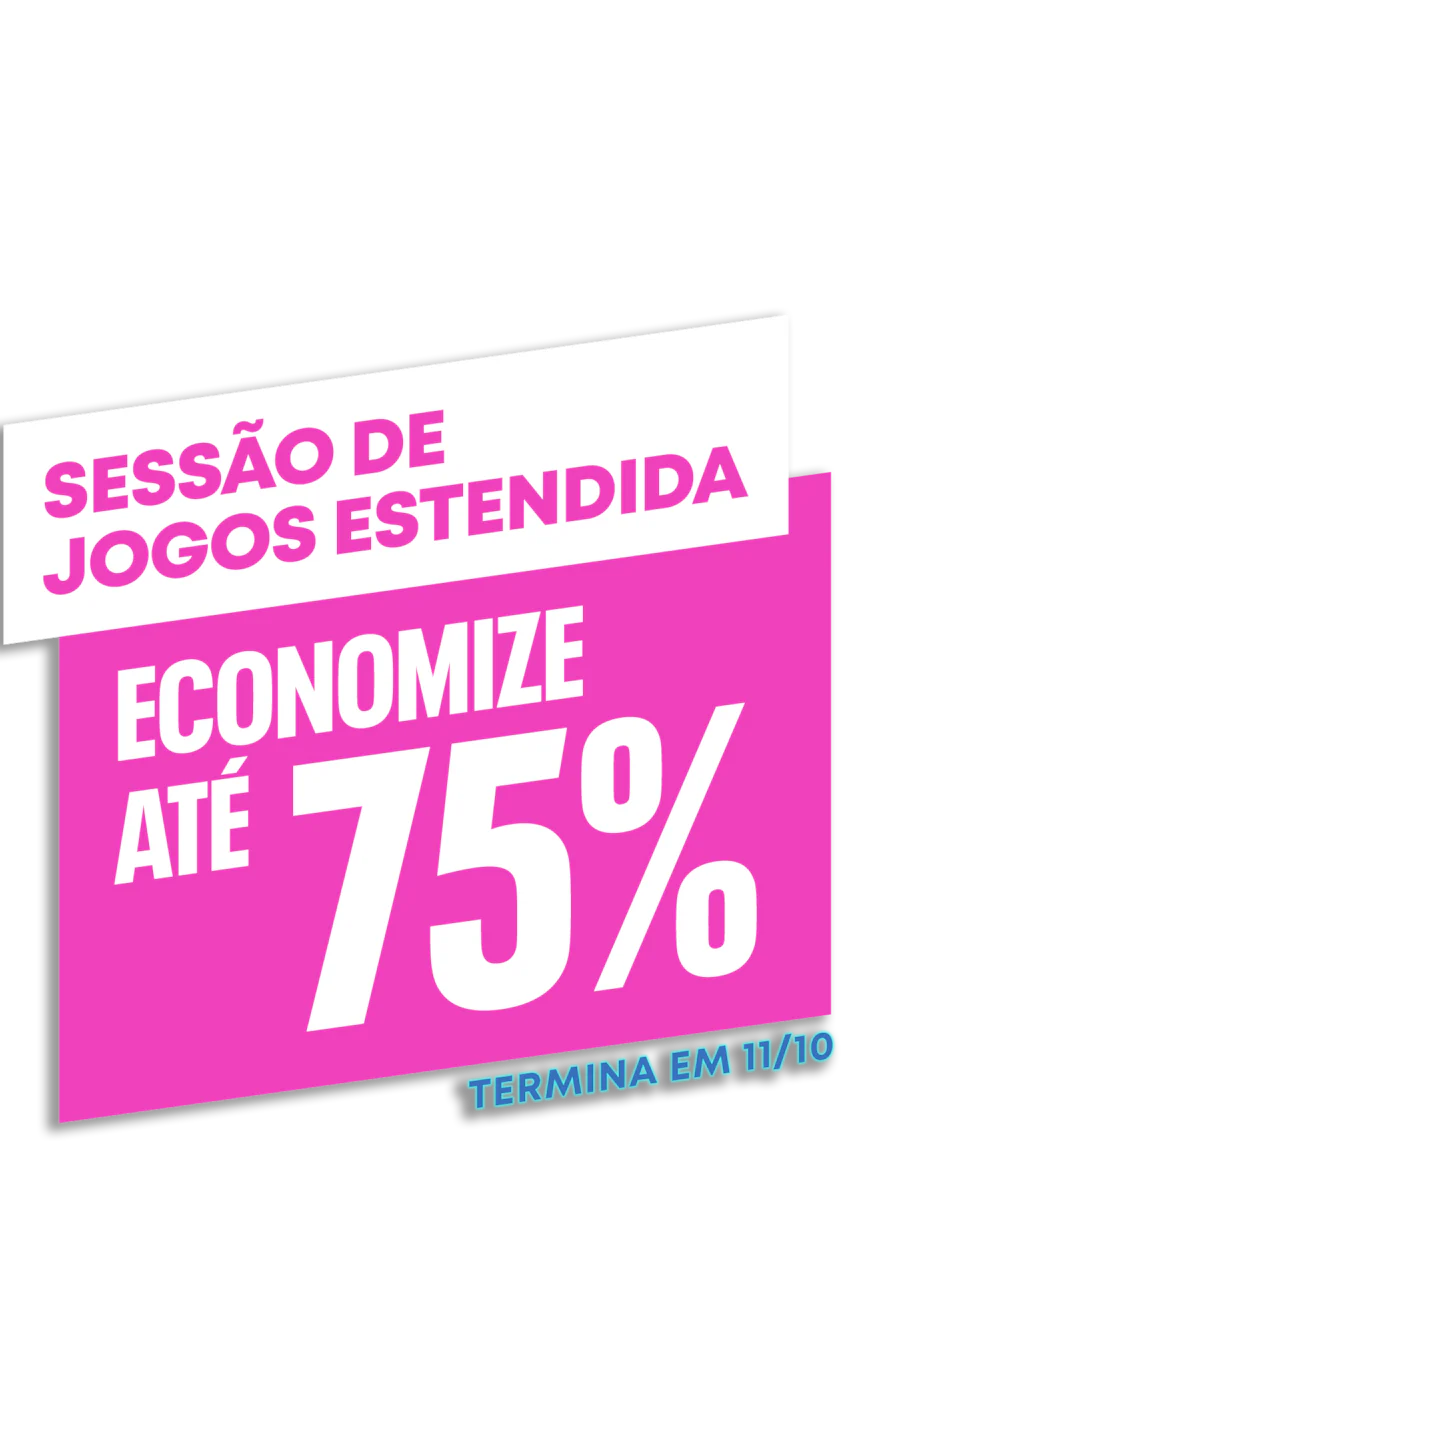 SESSÃO DE
JOGOS ESTENDIDA
ECONOMIZE
ATÉ 75%
TERMINA EM 11/10